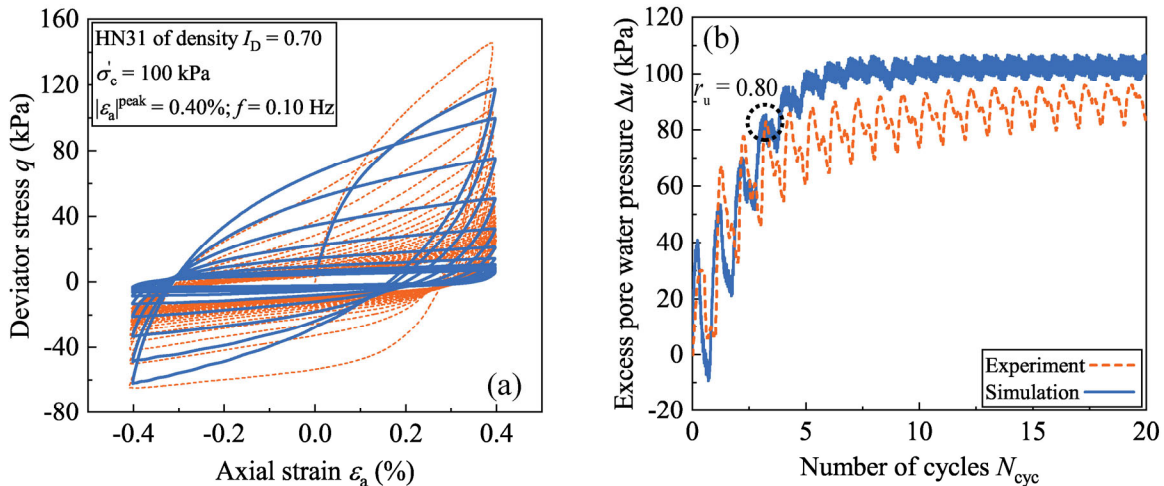 HN31 of density I_D = 0.70
σ'_c = 100 kPa
|ε_a|^peak = 0.40%; f = 0.10 Hz
Deviator stress q (kPa)
160
120
80
40
0
-40
-80
-0.4
-0.2
0.0
0.2
0.4
Axial strain ε_a (%)
(a)
(b)
r_u = 0.80
Excess pore water pressure Δu (kPa)
120
100
80
60
40
20
0
-20
0
5
10
15
20
Number of cycles N_cyc
Experiment
Simulation